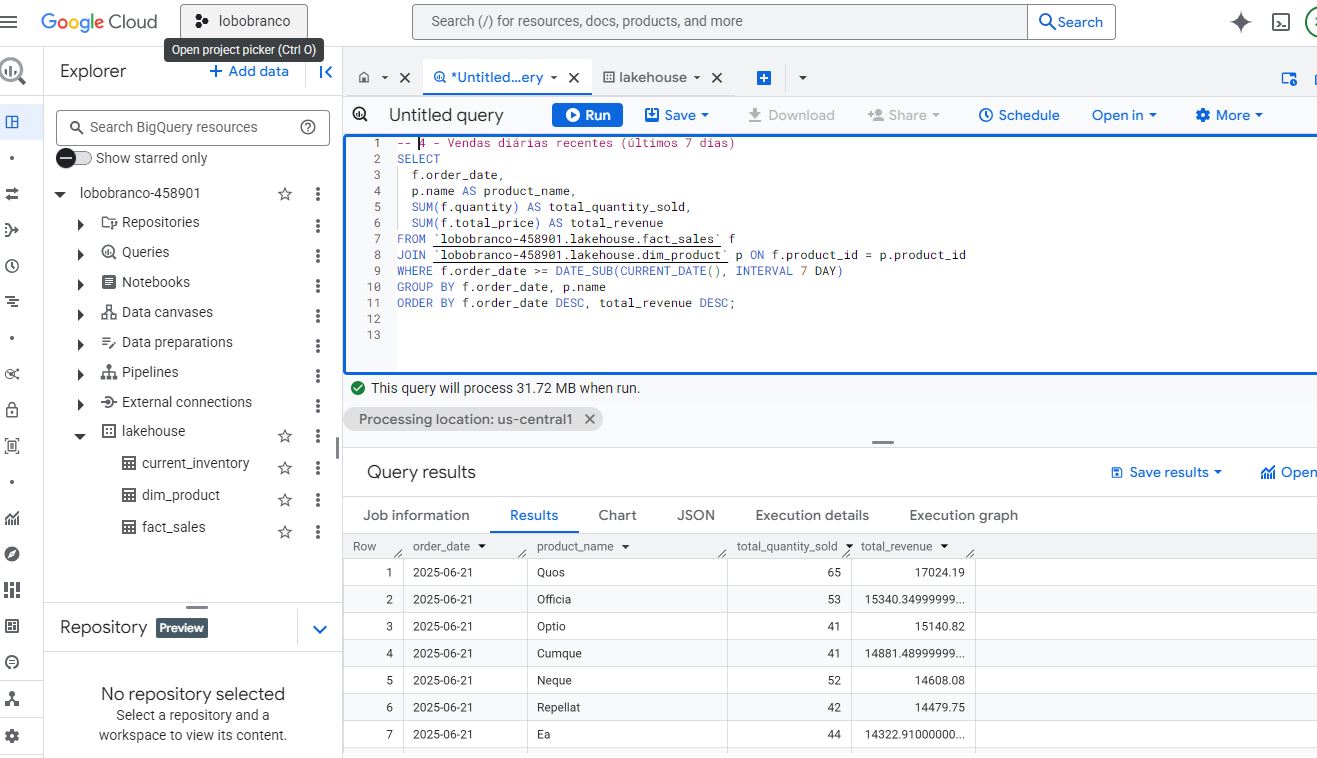 Google Cloud
lobobranco
Search (/) for resources, docs, products, and more
Search
Open project picker (Ctrl O)
Explorer
+ Add data
*Untitled...ery
lakehouse
Untitled query
Run
Save
Download
Share
Schedule
Open in
More
Search BigQuery resources
Show starred only
lobobranco-458901
Repositories
Queries
Notebooks
Data canvases
Data preparations
Pipelines
External connections
lakehouse
current_inventory
dim_product
fact_sales
Repository Preview
No repository selected
Select a repository and a
workspace to view its content.
1 -- 4 - Vendas diárias recentes (últimos 7 dias)
2 SELECT
3 f.order_date,
4 p.name AS product_name,
5 SUM(f.quantity) AS total_quantity_sold,
6 SUM(f.total_price) AS total_revenue
7 FROM `lobobranco-458901.lakehouse.fact_sales` f
8 JOIN `lobobranco-458901.lakehouse.dim_product` p ON f.product_id = p.product_id
9 WHERE f.order_date >= DATE_SUB(CURRENT_DATE(), INTERVAL 7 DAY)
10 GROUP BY f.order_date, p.name
11 ORDER BY f.order_date DESC, total_revenue DESC;
12
13
This query will process 31.72 MB when run.
Processing location: us-central1
Query results
Save results
Open
Job information Results Chart JSON Execution details Execution graph
Row order_date product_name total_quantity_sold total_revenue
1 2025-06-21 Quos 65 17024.19
2 2025-06-21 Officia 53 15340.34999999...
3 2025-06-21 Optio 41 15140.82
4 2025-06-21 Cumque 41 14881.48999999...
5 2025-06-21 Neque 52 14608.08
6 2025-06-21 Repellat 42 14479.75
7 2025-06-21 Ea 44 14322.91000000...